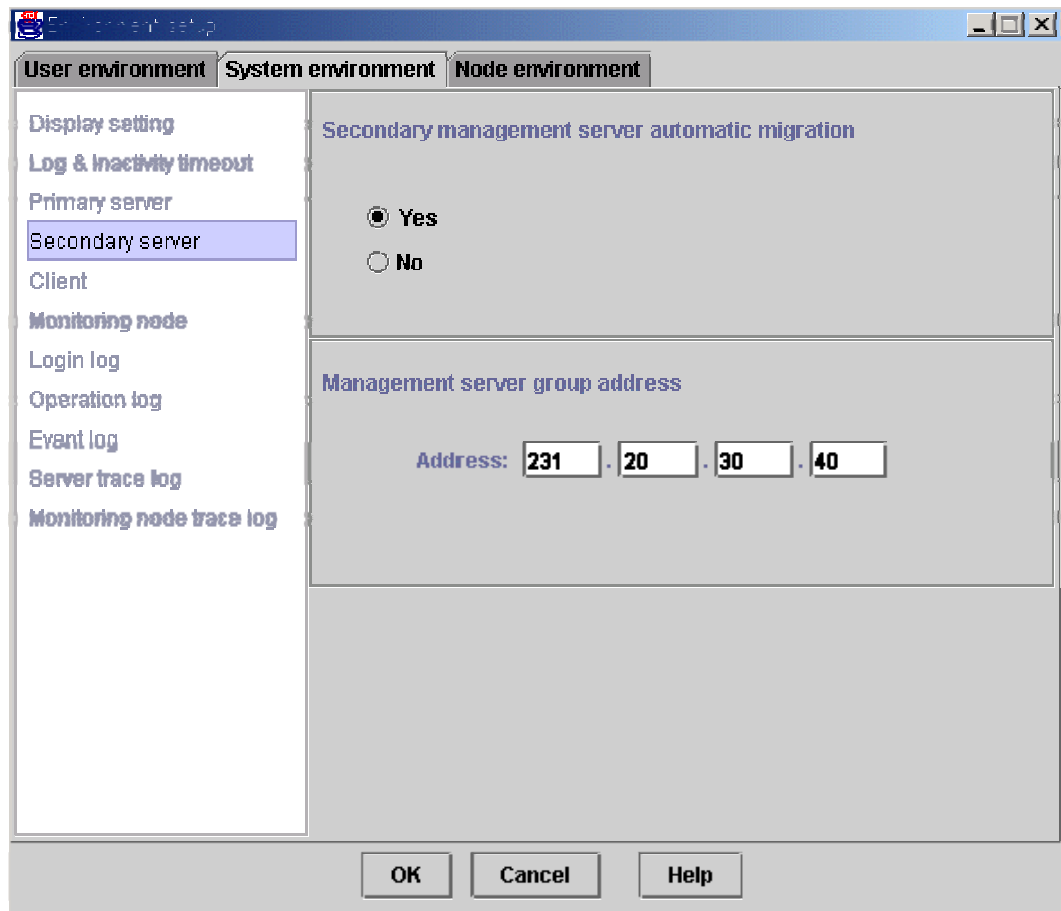 Environment setup
User environment System environment Node environment
Display setting
Log & Inactivity timeout
Primary server
Secondary server
Client
Monitoring node
Login log
Operation log
Event log
Server trace log
Monitoring node trace log
Secondary management server automatic migration
Yes
No
Management server group address
Address: 231 . 20 . 30 . 40
OK Cancel Help